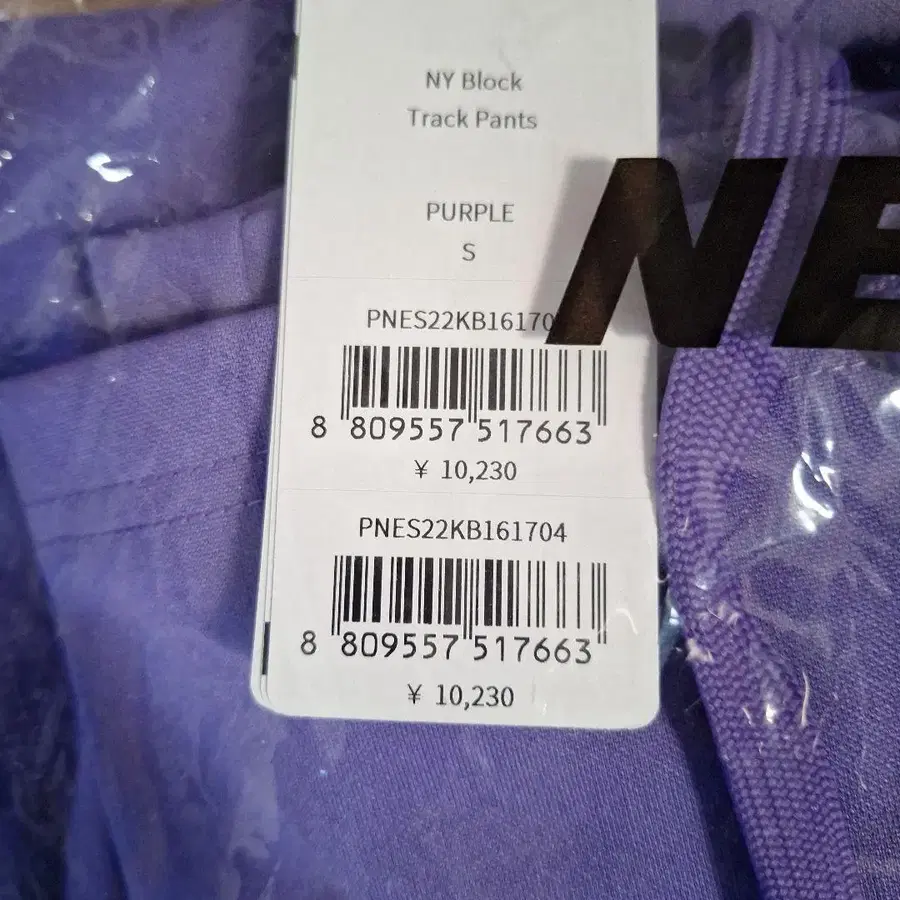 NY Block
Track Pants
PURPLE
S
NE
PNES22KB16170
8 809557 517663
¥ 10,230
PNES22KB161704
8 809557 517663
¥ 10,230